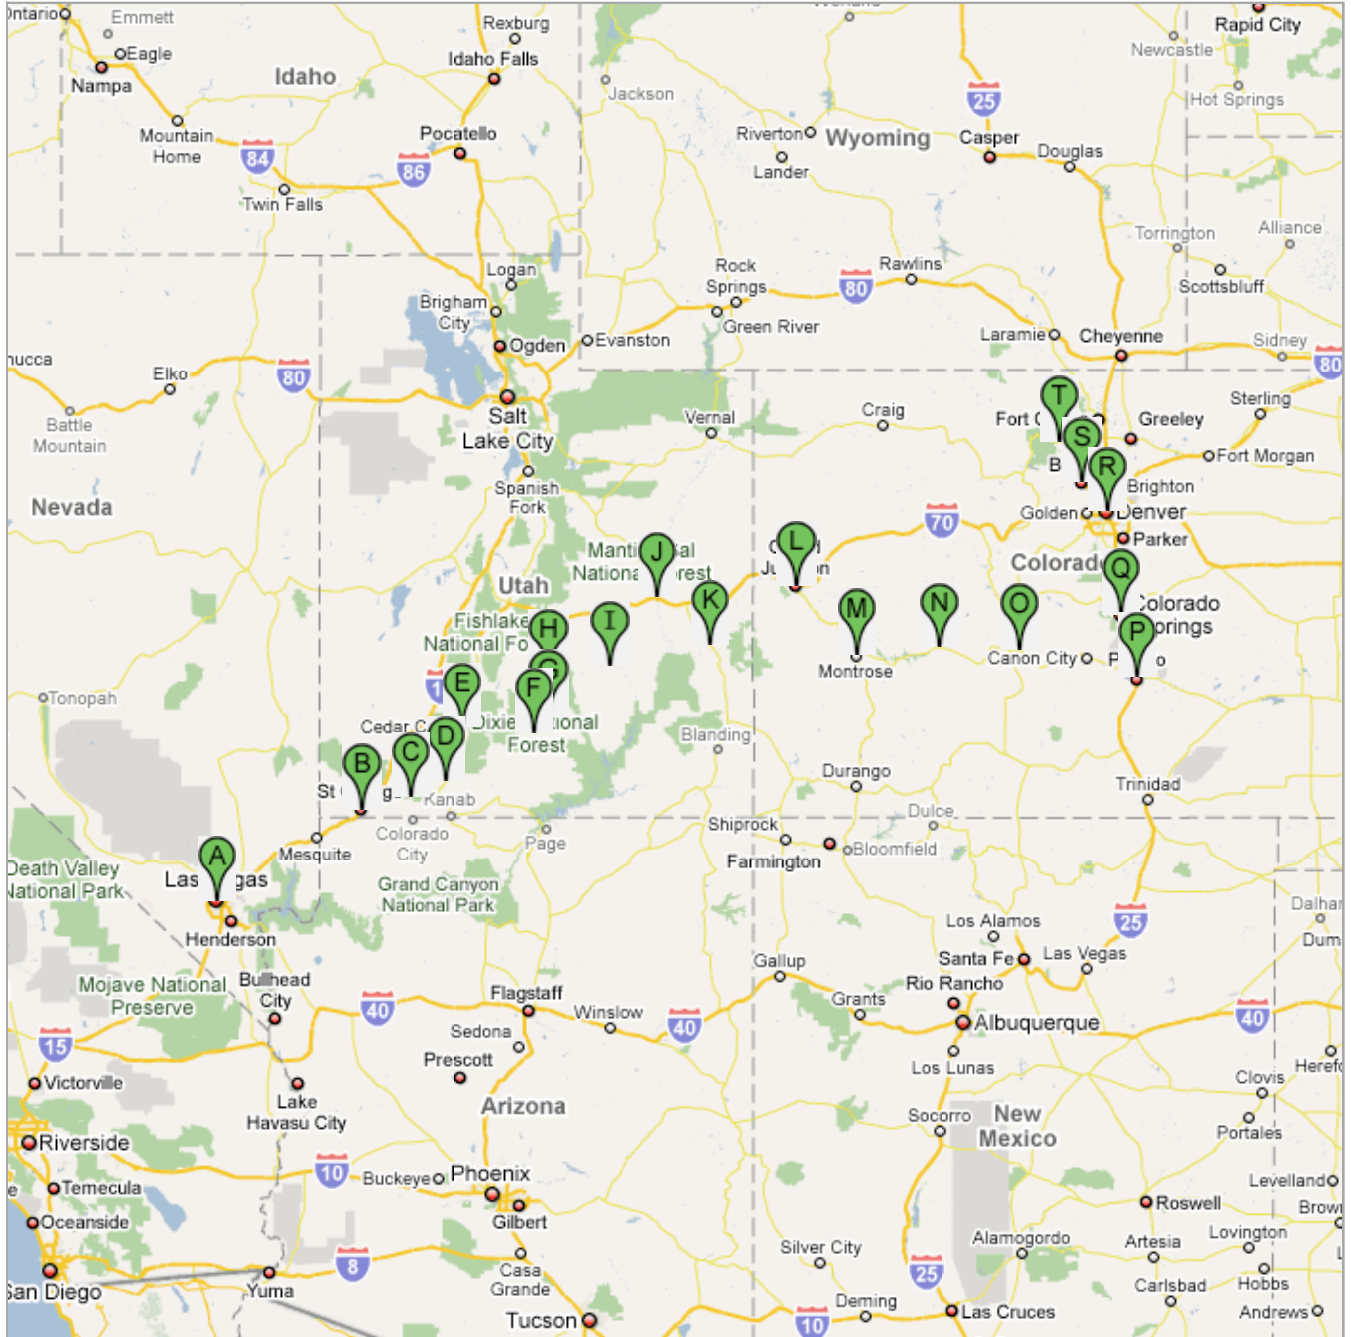 Ontario
Emmett
Rexburg
Rapid City
Eagle
Idaho Falls
Newcastle
Nampa
Idaho
Jackson
25
Hot Springs
Mountain
Home
Pocatello
Riverton
Wyoming
Casper
Douglas
84
86
Lander
Twin Falls
Torrington
Alliance
Logan
Rock
Springs
Rawlins
80
Scottsbluff
Brigham
City
Green River
Laramie
Cheyenne
Sidney
Ogden
Evanston
80
Elko
80
T
Battle
Mountain
Salt
Lake City
Vernal
Craig
Fort
Greeley
Sterling
S
B
R
Fort Morgan
Spanish
Fork
Brighton
Nevada
70
Golden
Denver
Parker
J
L
Utah
Colorado
Q
K
Colorado
Springs
Fishlake
National Fo
H
I
M
N
O
P
Montrose
Canon City
Tonopah
15
E
G
F
Dixie National
Forest
Cedar C
D
Blanding
B
C
St
g
Kanab
Durango
Trinidad
Dulce
Colorado
City
Page
Shiprock
Farmington
Bloomfield
Mesquite
A
Las Vegas
Death Valley
National Park
Grand Canyon
National Park
Henderson
Los Alamos
25
Mojave National
Preserve
Bullhead
City
Gallup
Santa Fe
Las Vegas
Rio Rancho
40
Flagstaff
Winslow
40
Grants
Albuquerque
40
15
Sedona
Prescott
Los Lunas
Victorville
Lake
Havasu City
Arizona
Socorro
New
Mexico
Clovis
Portales
Riverside
10
Buckeye
Phoenix
Levelland
Temecula
Gilbert
Roswell
Oceanside
8
Casa
Grande
Silver City
Alamogordo
Artesia
Lovington
San Diego
Yuma
25
Carlsbad
Hobbs
Tucson
10
Deming
Las Cruces
Andrews